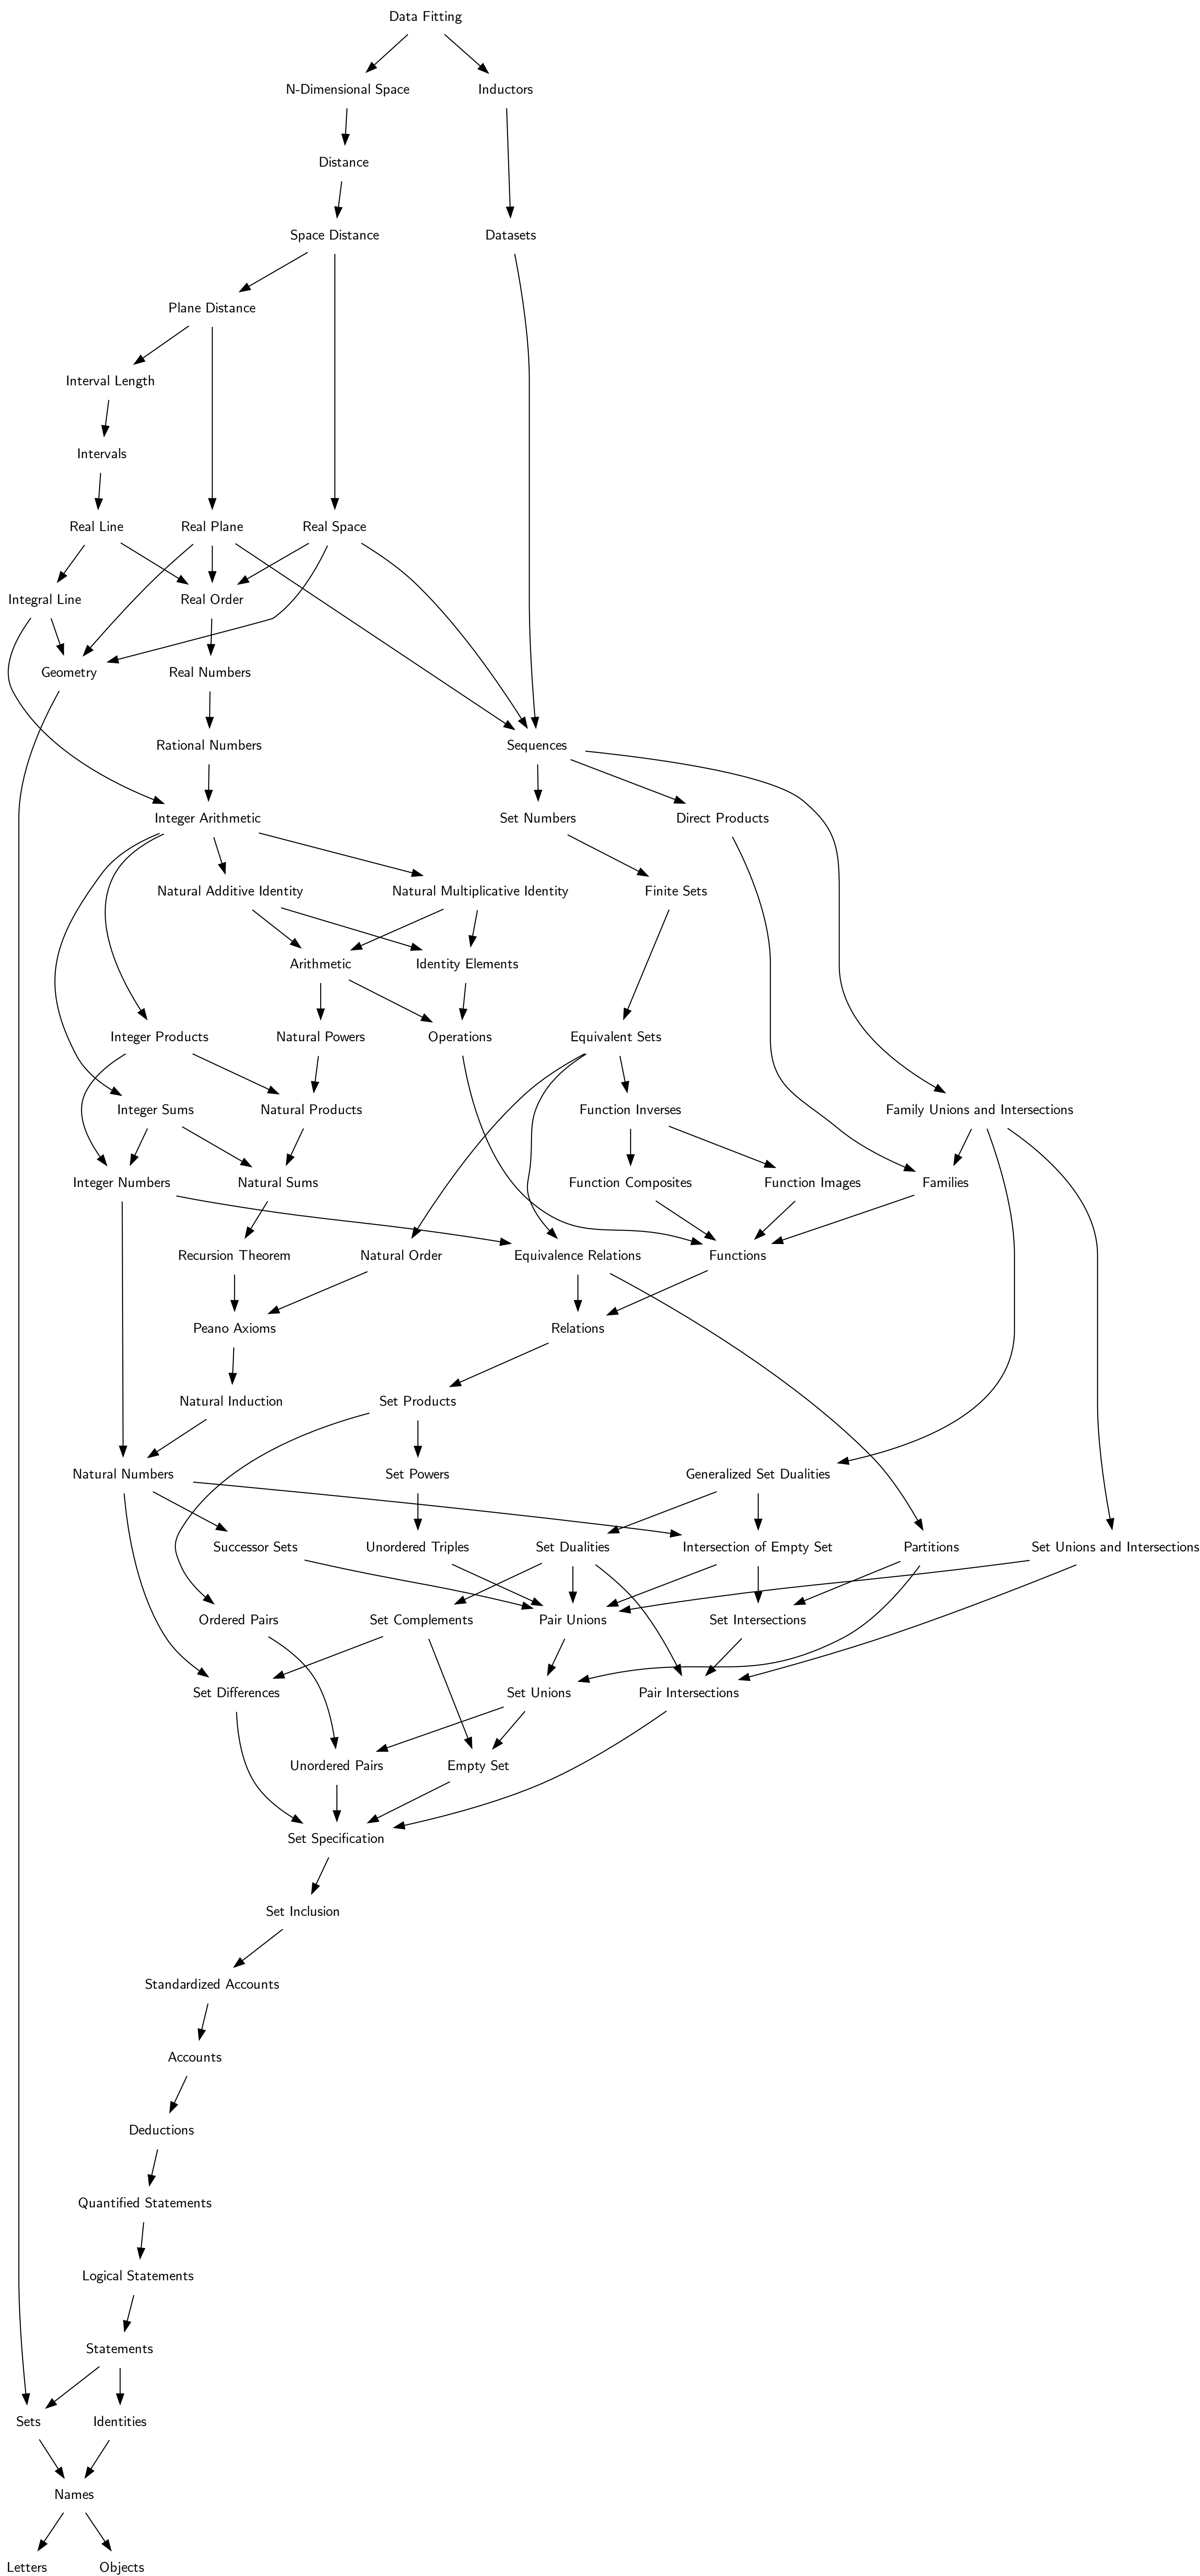 Data Fitting
N-Dimensional Space
Inductors
Distance
Space Distance
Datasets
Plane Distance
Interval Length
Intervals
Real Line
Real Plane
Real Space
Integral Line
Real Order
Geometry
Real Numbers
Rational Numbers
Sequences
Integer Arithmetic
Set Numbers
Direct Products
Natural Additive Identity
Natural Multiplicative Identity
Finite Sets
Arithmetic
Identity Elements
Integer Products
Natural Powers
Operations
Equivalent Sets
Integer Sums
Natural Products
Function Inverses
Family Unions and Intersections
Integer Numbers
Natural Sums
Function Composites
Function Images
Families
Recursion Theorem
Natural Order
Equivalence Relations
Functions
Peano Axioms
Relations
Natural Induction
Set Products
Natural Numbers
Set Powers
Generalized Set Dualities
Successor Sets
Unordered Triples
Set Dualities
Intersection of Empty Set
Partitions
Set Unions and Intersections
Ordered Pairs
Set Complements
Pair Unions
Set Intersections
Set Differences
Set Unions
Pair Intersections
Unordered Pairs
Empty Set
Set Specification
Set Inclusion
Standardized Accounts
Accounts
Deductions
Quantified Statements
Logical Statements
Statements
Sets
Identities
Names
Letters
Objects